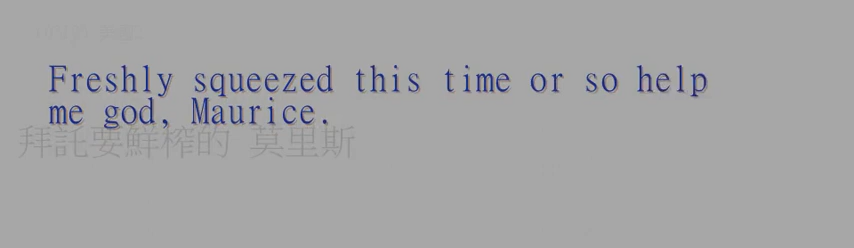 Freshly squeezed this time or so help
me god, Maurice.
拜託要鮮榨的 莫里斯